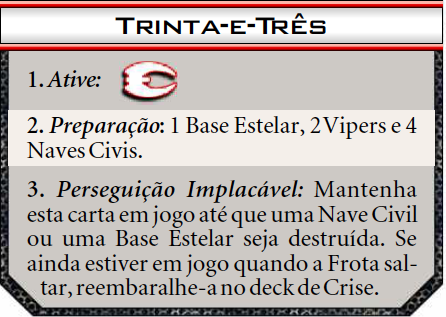 TRINTA-E-TRÊS
1. Ative:
2. Preparação: 1 Base Estelar, 2 Vipers e 4
Naves Civis.
3. Perseguição Implacável: Mantenha
esta carta em jogo até que uma Nave Civil
ou uma Base Estelar seja destruída. Se
ainda estiver em jogo quando a Frota sal-
tar, reembaralhe-a no deck de Crise.